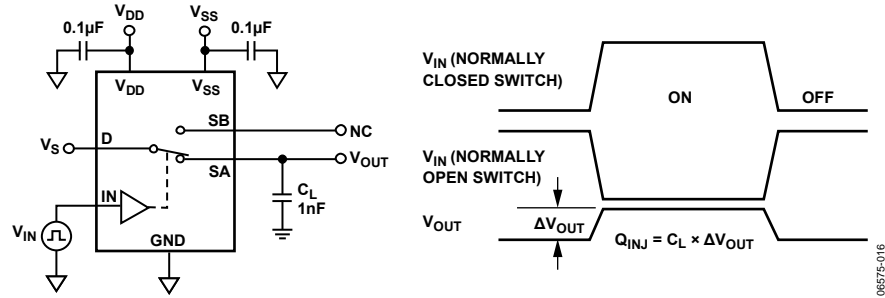 V_DD
V_SS
0.1µF
0.1µF
V_DD
V_SS
SB
NC
V_S
D
SA
V_OUT
IN
C_L
1nF
V_IN
GND
V_IN (NORMALLY
CLOSED SWITCH)
ON
OFF
V_IN (NORMALLY
OPEN SWITCH)
V_OUT
ΔV_OUT
Q_INJ = C_L × ΔV_OUT
06575-016